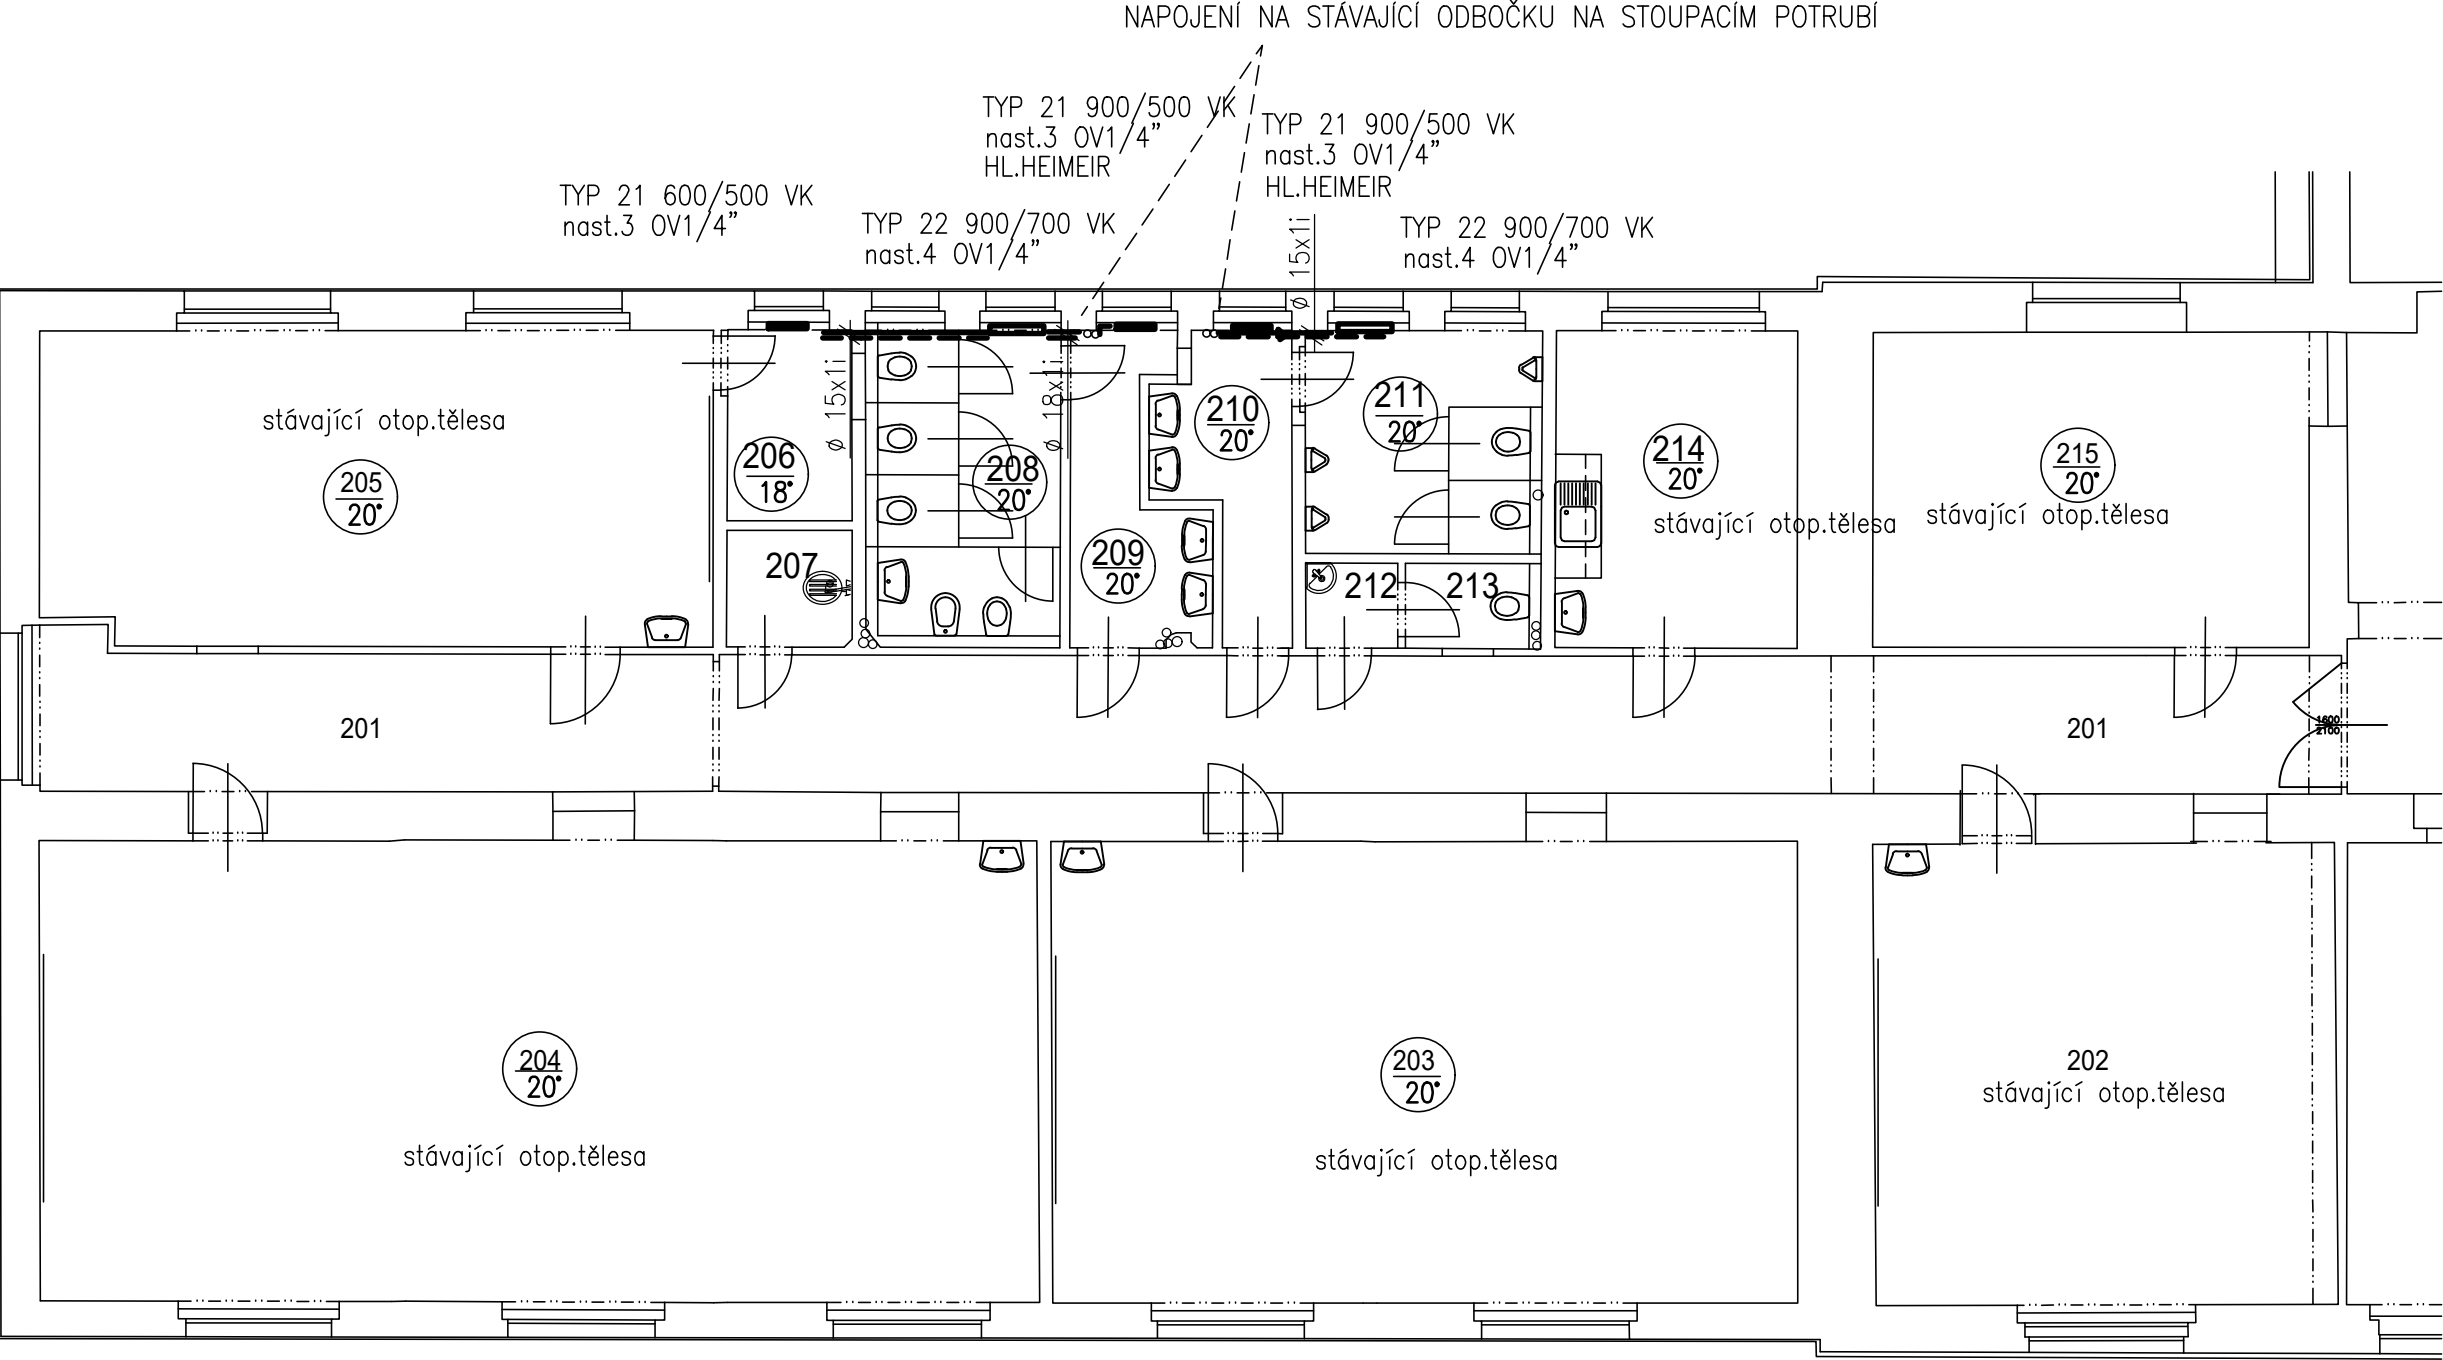 NAPOJENÍ NA STÁVAJÍCÍ ODBOČKU NA STOUPACÍM POTRUBÍ
TYP 21 900/500 VK
nast.3 OV1/4"
HL.HEIMEIR
TYP 21 900/500 VK
nast.3 OV1/4"
HL.HEIMEIR
TYP 21 600/500 VK
nast.3 OV1/4"
TYP 22 900/700 VK
nast.4 OV1/4"
TYP 22 900/700 VK
nast.4 OV1/4"
ø 15x1i
ø 15x1i
ø 18x1i
stávající otop.tělesa
205
20°
206
18°
207
208
20°
209
20°
210
20°
211
20°
212
213
214
20°
stávající otop.tělesa
215
20°
stávající otop.tělesa
201
201
1600
2100
204
20°
stávající otop.tělesa
203
20°
stávající otop.tělesa
202
stávající otop.tělesa